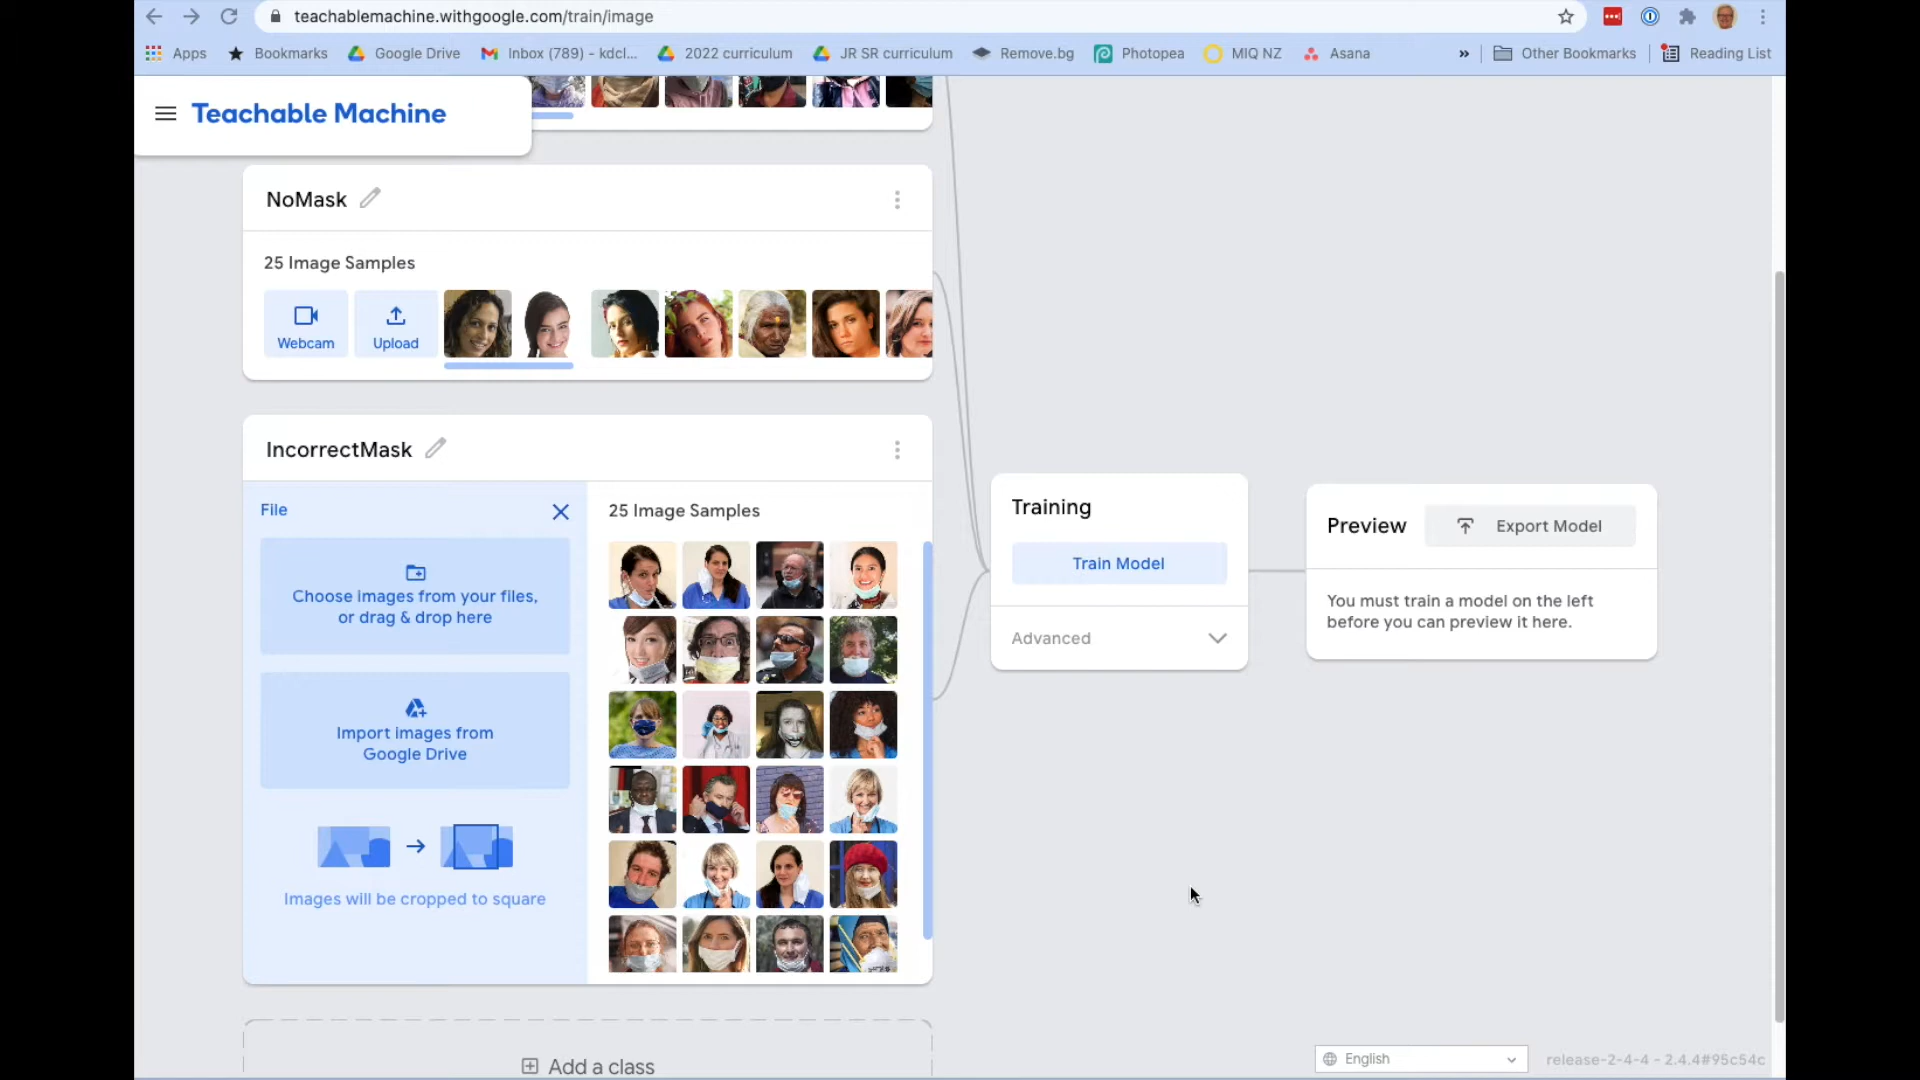 teachablemachine.withgoogle.com/train/image
Apps Bookmarks Google Drive Inbox (789) - kdcl... 2022 curriculum JR SR curriculum Remove.bg Photopea MIQ NZ Asana » Other Bookmarks Reading List
Teachable Machine
NoMask
25 Image Samples
Webcam Upload
IncorrectMask
File
25 Image Samples
Choose images from your files,
or drag & drop here
Import images from
Google Drive
Images will be cropped to square
Add a class
Training
Train Model
Advanced
Preview Export Model
You must train a model on the left
before you can preview it here.
English release-2-4-4 - 2.4.4#95c54c